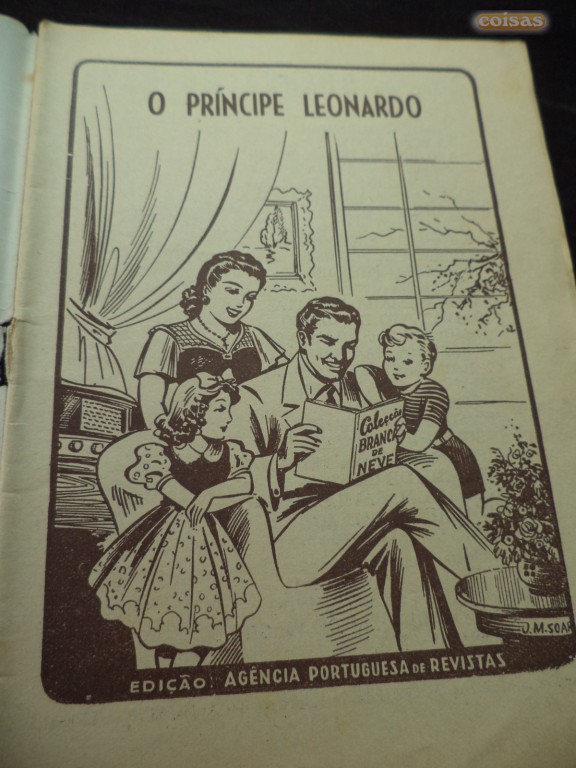 coisas
O PRÍNCIPE LEONARDO
Colecção
BRANCA
DE
NEVE
J.M.SOAR
EDIÇÃO: AGÊNCIA PORTUGUESA DE REVISTAS